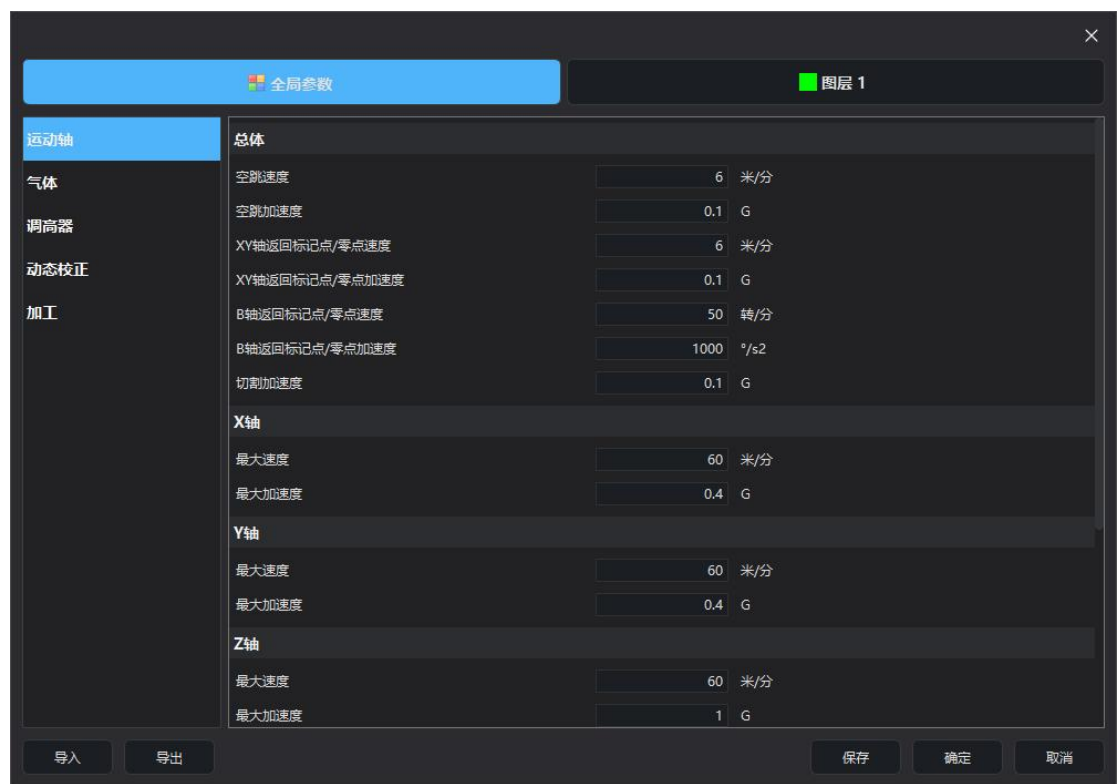 全局参数
图层 1
运动轴
气体
调高器
动态校正
加工
总体
空跳速度 6 米/分
空跳加速度 0.1 G
XY轴返回标记点/零点速度 6 米/分
XY轴返回标记点/零点加速度 0.1 G
B轴返回标记点/零点速度 50 转/分
B轴返回标记点/零点加速度 1000 °/s2
切割加速度 0.1 G
X轴
最大速度 60 米/分
最大加速度 0.4 G
Y轴
最大速度 60 米/分
最大加速度 0.4 G
Z轴
最大速度 60 米/分
最大加速度 1 G
导入 导出 保存 确定 取消